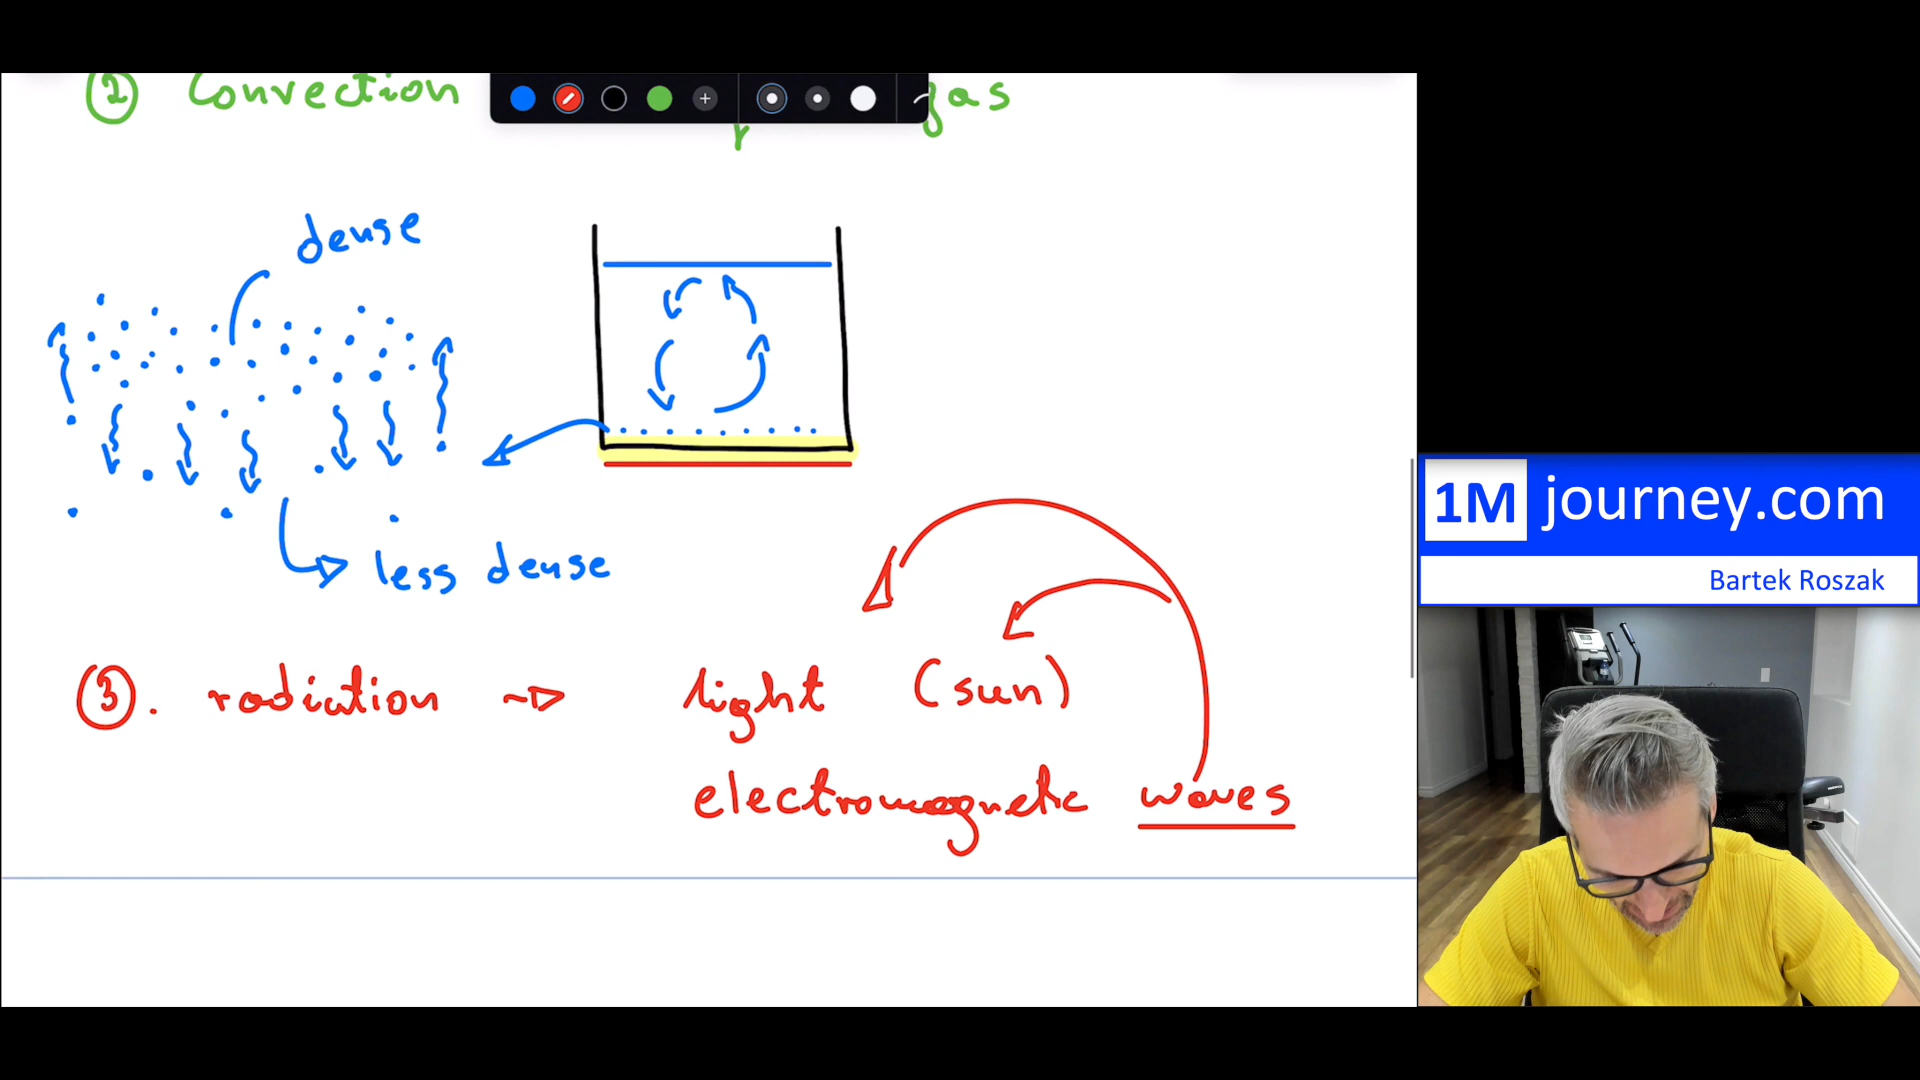 ② Convection gas
dense
less dense
③. radiation → light (sun)
electromagnetic waves
1M journey.com
Bartek Roszak